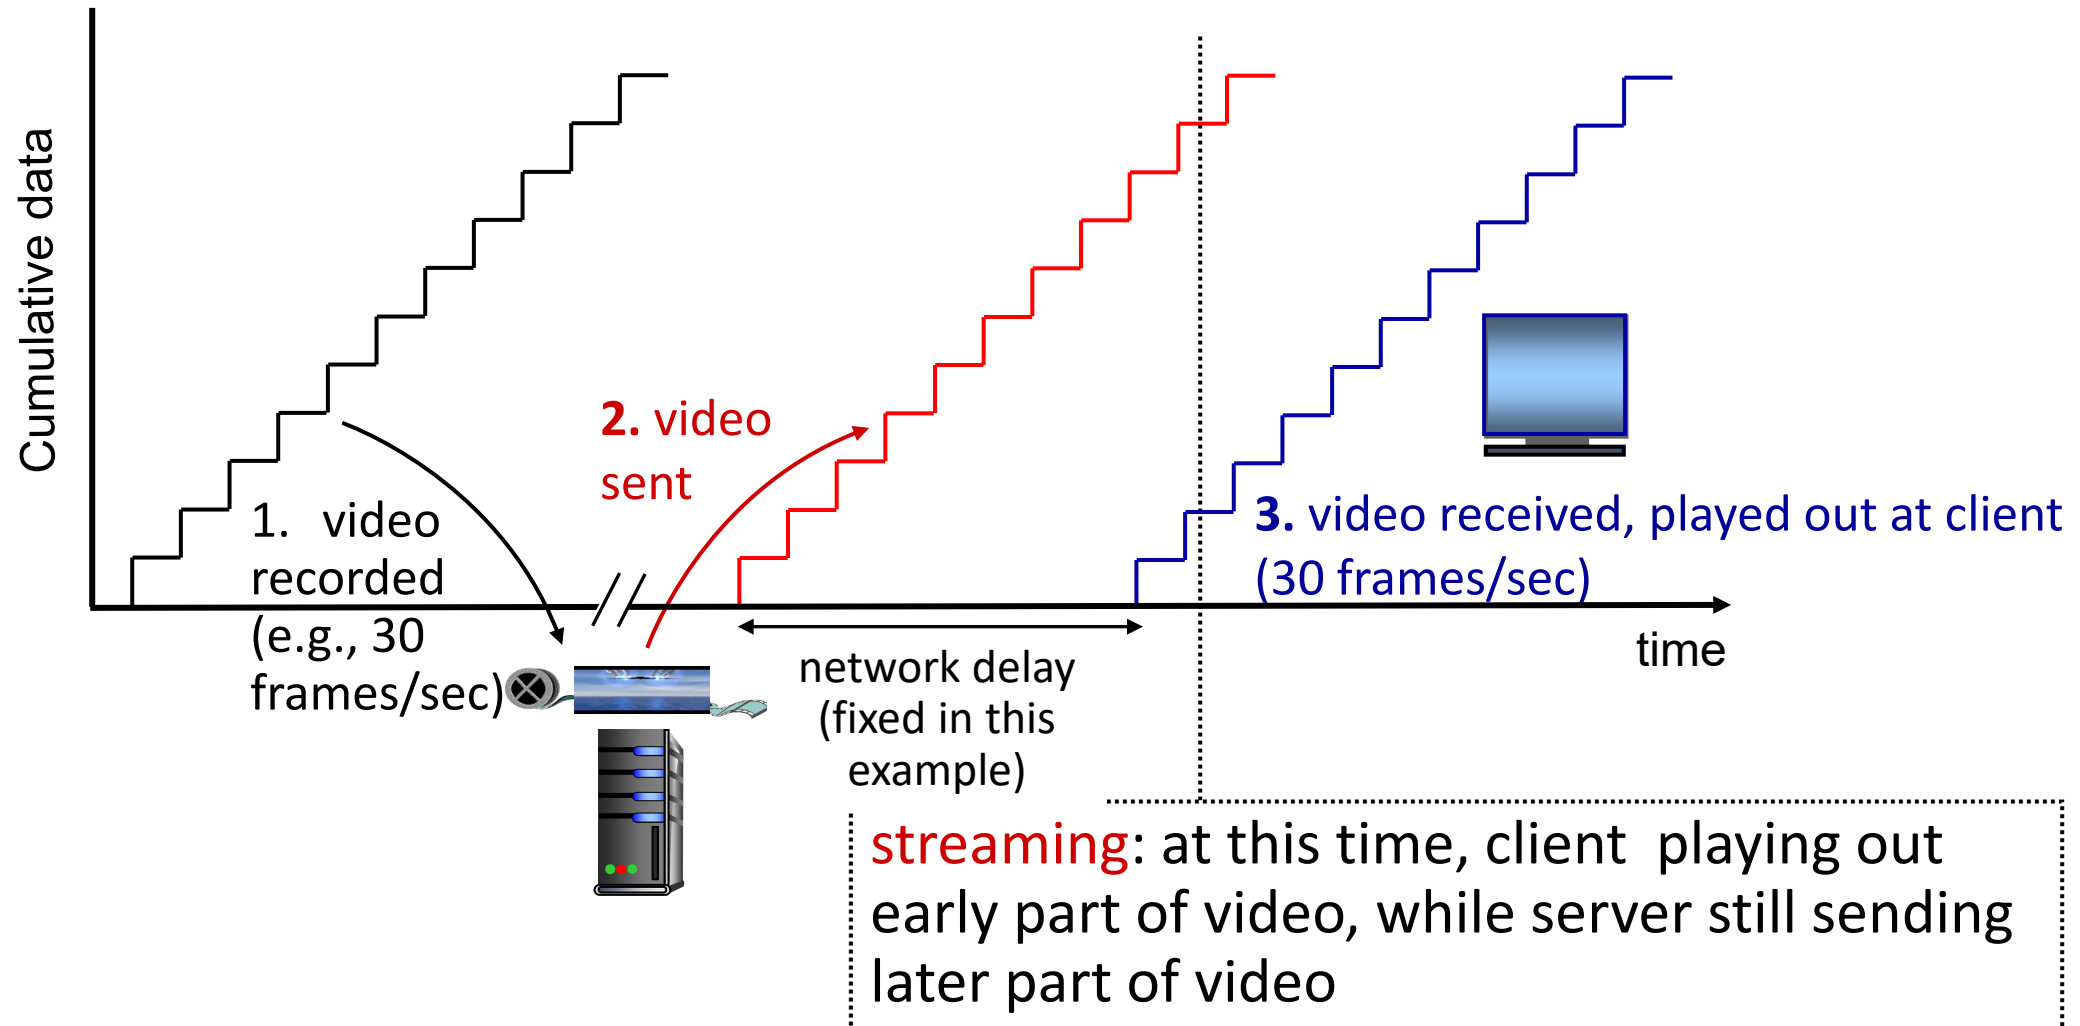 Cumulative data
1. video
recorded
(e.g., 30
frames/sec)
2. video
sent
3. video received, played out at client
(30 frames/sec)
time
network delay
(fixed in this
example)
streaming: at this time, client playing out
early part of video, while server still sending
later part of video